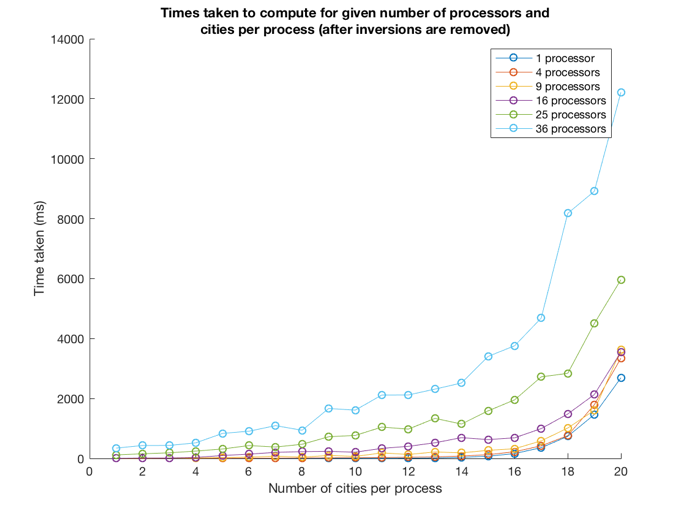 Times taken to compute for given number of processors and
cities per process (after inversions are removed)
14000
12000
10000
8000
6000
4000
2000
0
Time taken (ms)
1 processor
4 processors
9 processors
16 processors
25 processors
36 processors
0 2 4 6 8 10 12 14 16 18 20
Number of cities per process